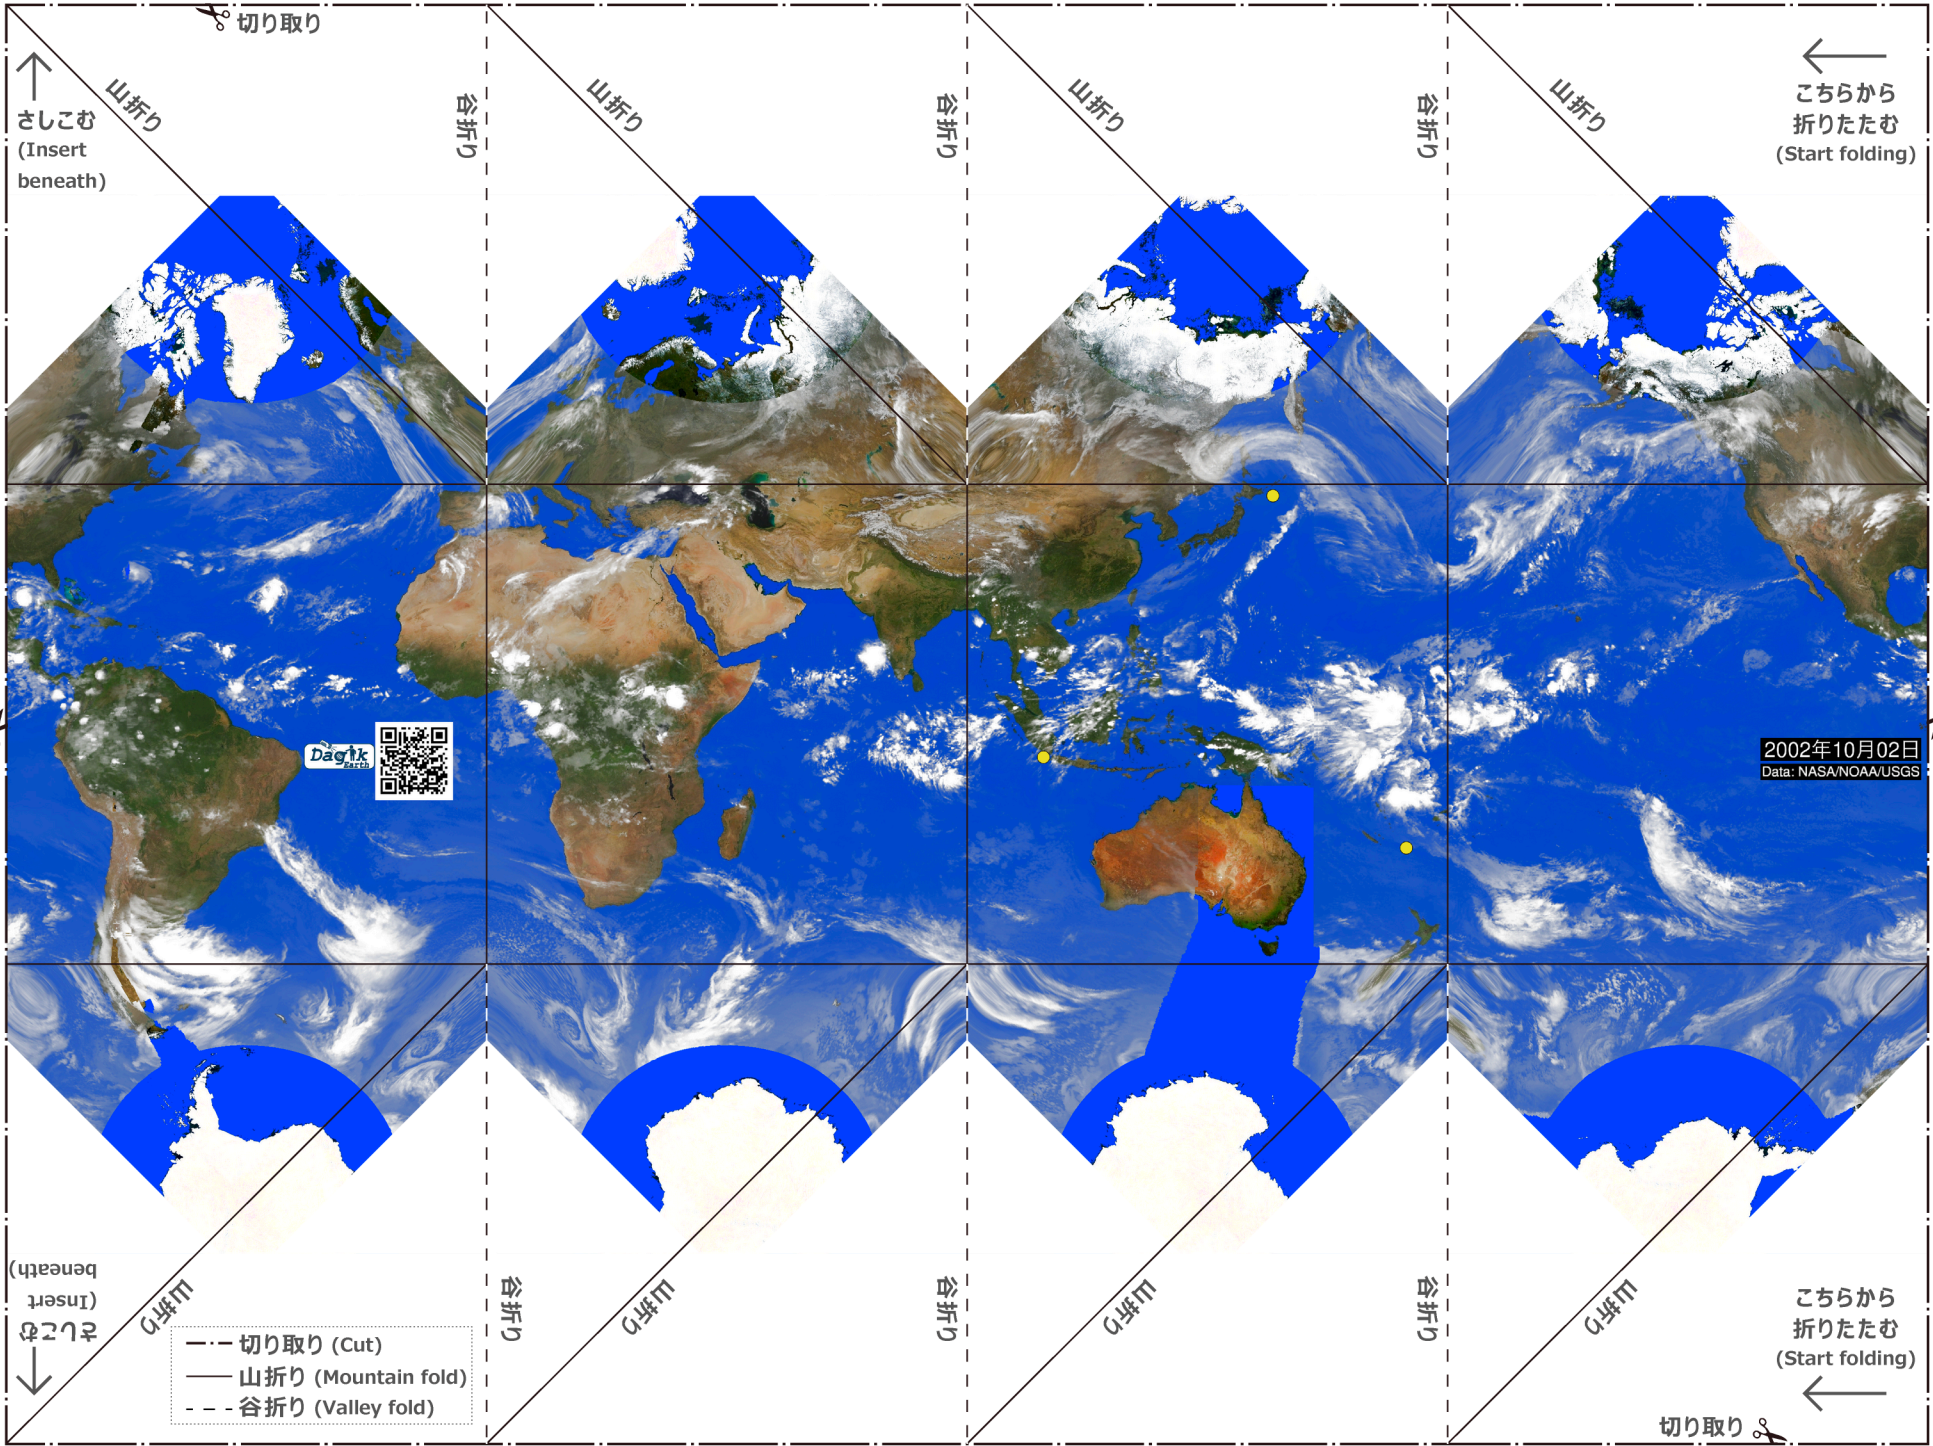 切り取り
山折り
谷折り
山折り
谷折り
山折り
谷折り
山折り
さしこむ
(Insert
beneath)
こちらから
折りたたむ
(Start folding)
Dagik
Earth
2002年10月02日
Data: NASA/NOAA/USGS
さしこむ
(Insert
beneath)
山折り
谷折り
山折り
谷折り
山折り
谷折り
山折り
切り取り (Cut)
山折り (Mountain fold)
谷折り (Valley fold)
こちらから
折りたたむ
(Start folding)
切り取り